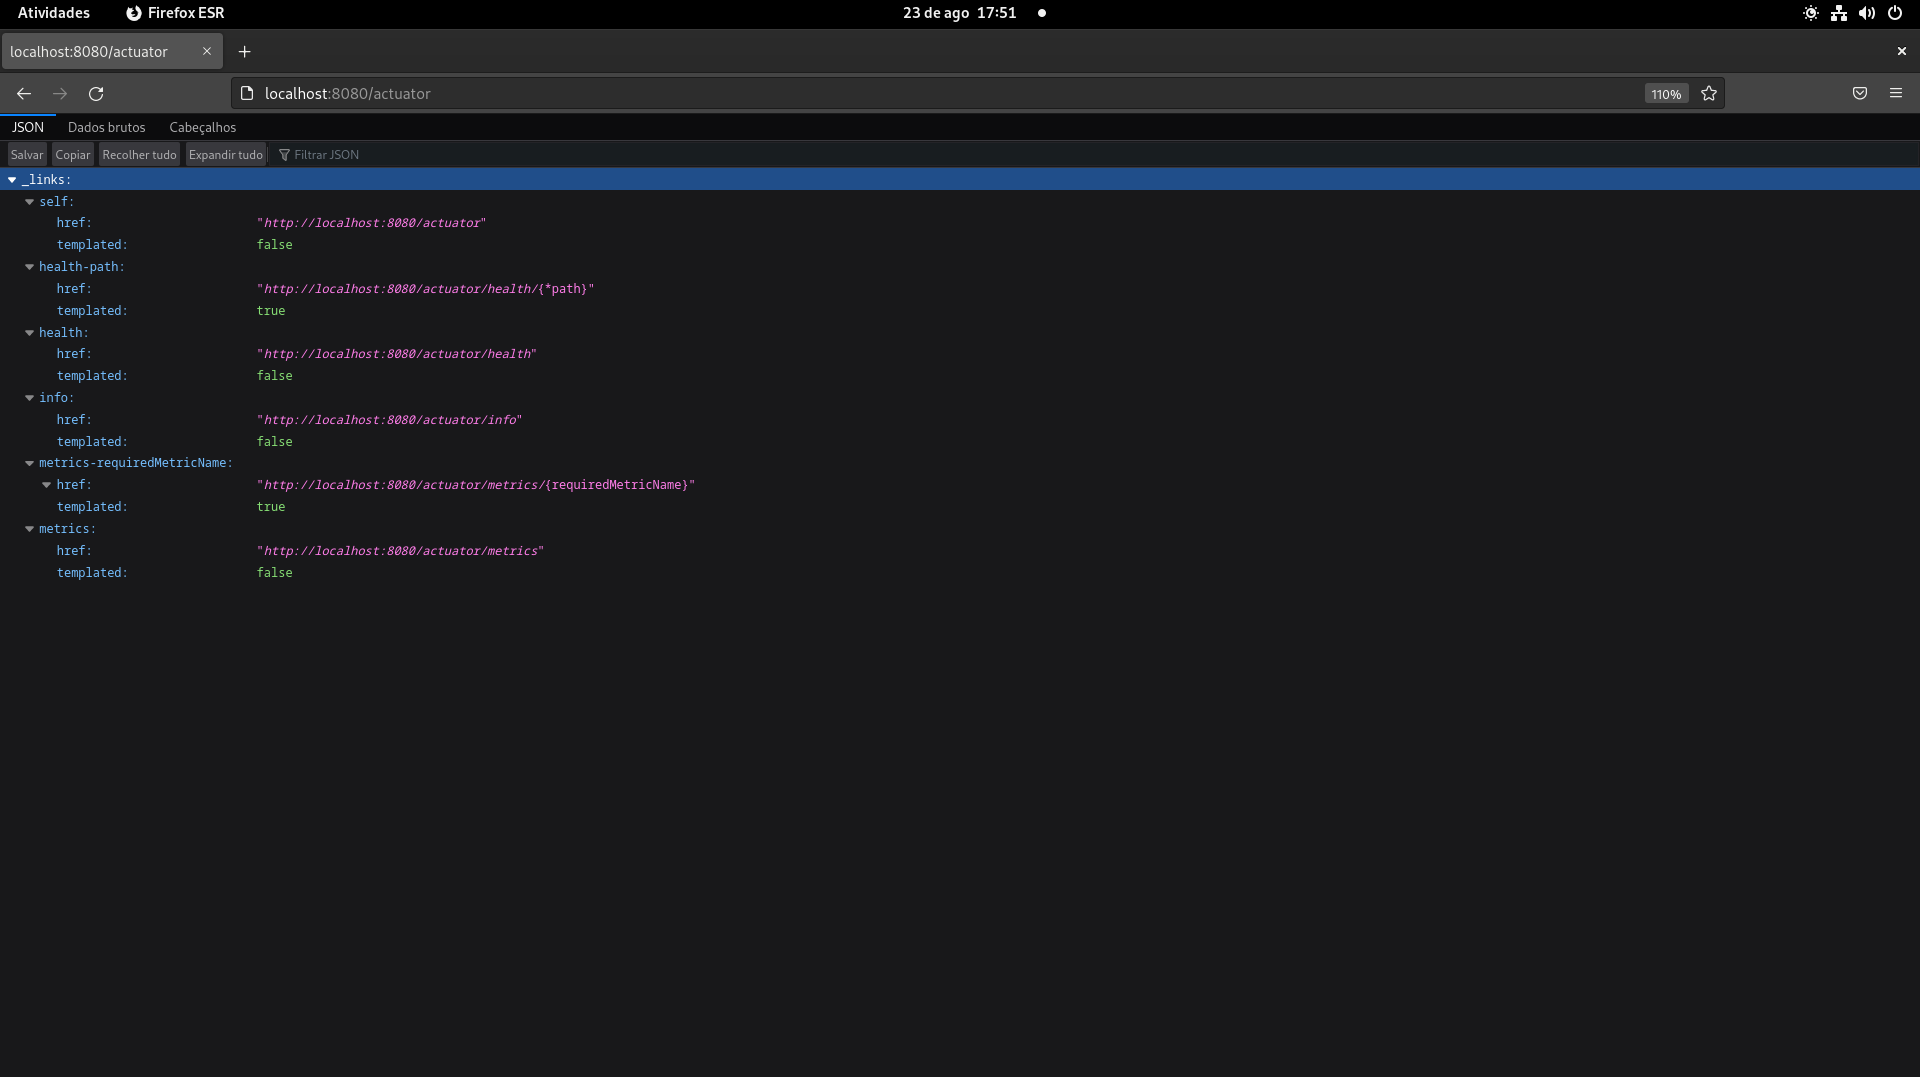 Atividades Firefox ESR 23 de ago 17:51
localhost:8080/actuator
localhost:8080/actuator 110%
JSON Dados brutos Cabeçalhos
Salvar Copiar Recolher tudo Expandir tudo Filtrar JSON
_links:
self:
href: "http://localhost:8080/actuator"
templated: false
health-path:
href: "http://localhost:8080/actuator/health/{*path}"
templated: true
health:
href: "http://localhost:8080/actuator/health"
templated: false
info:
href: "http://localhost:8080/actuator/info"
templated: false
metrics-requiredMetricName:
href: "http://localhost:8080/actuator/metrics/{requiredMetricName}"
templated: true
metrics:
href: "http://localhost:8080/actuator/metrics"
templated: false